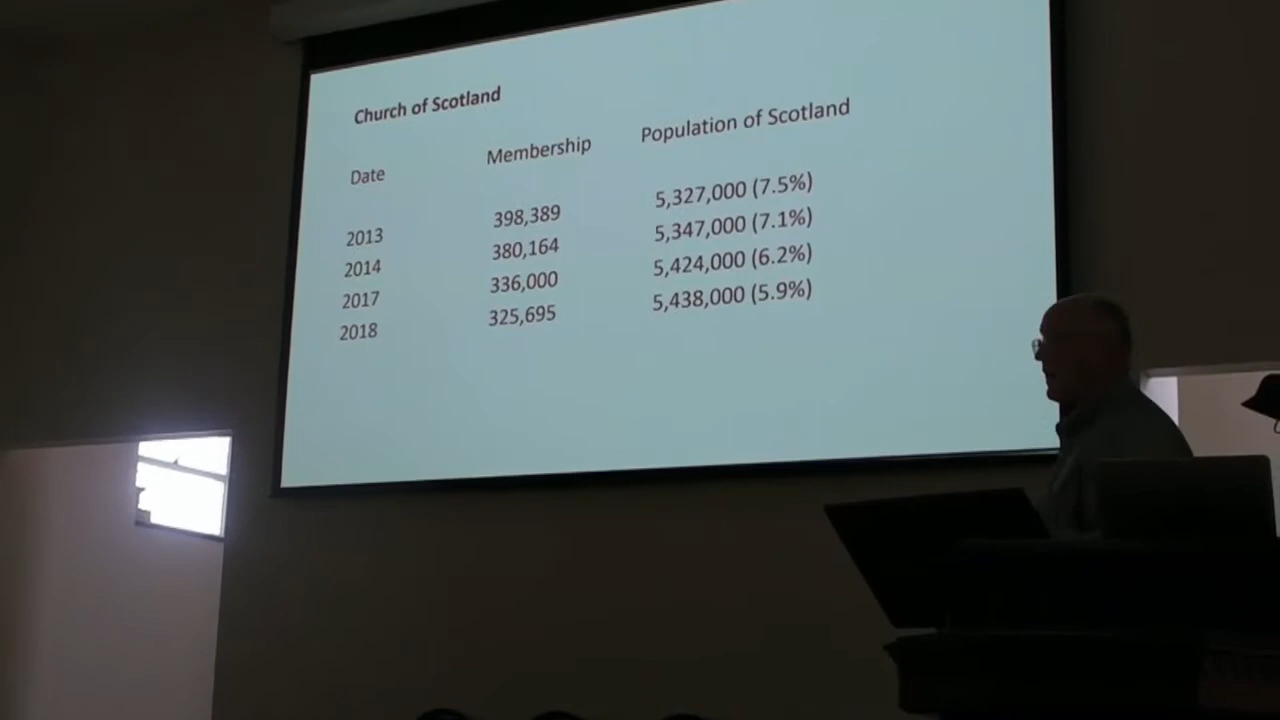 Church of Scotland
Date Membership Population of Scotland
2013 398,389 5,327,000 (7.5%)
2014 380,164 5,347,000 (7.1%)
2017 336,000 5,424,000 (6.2%)
2018 325,695 5,438,000 (5.9%)